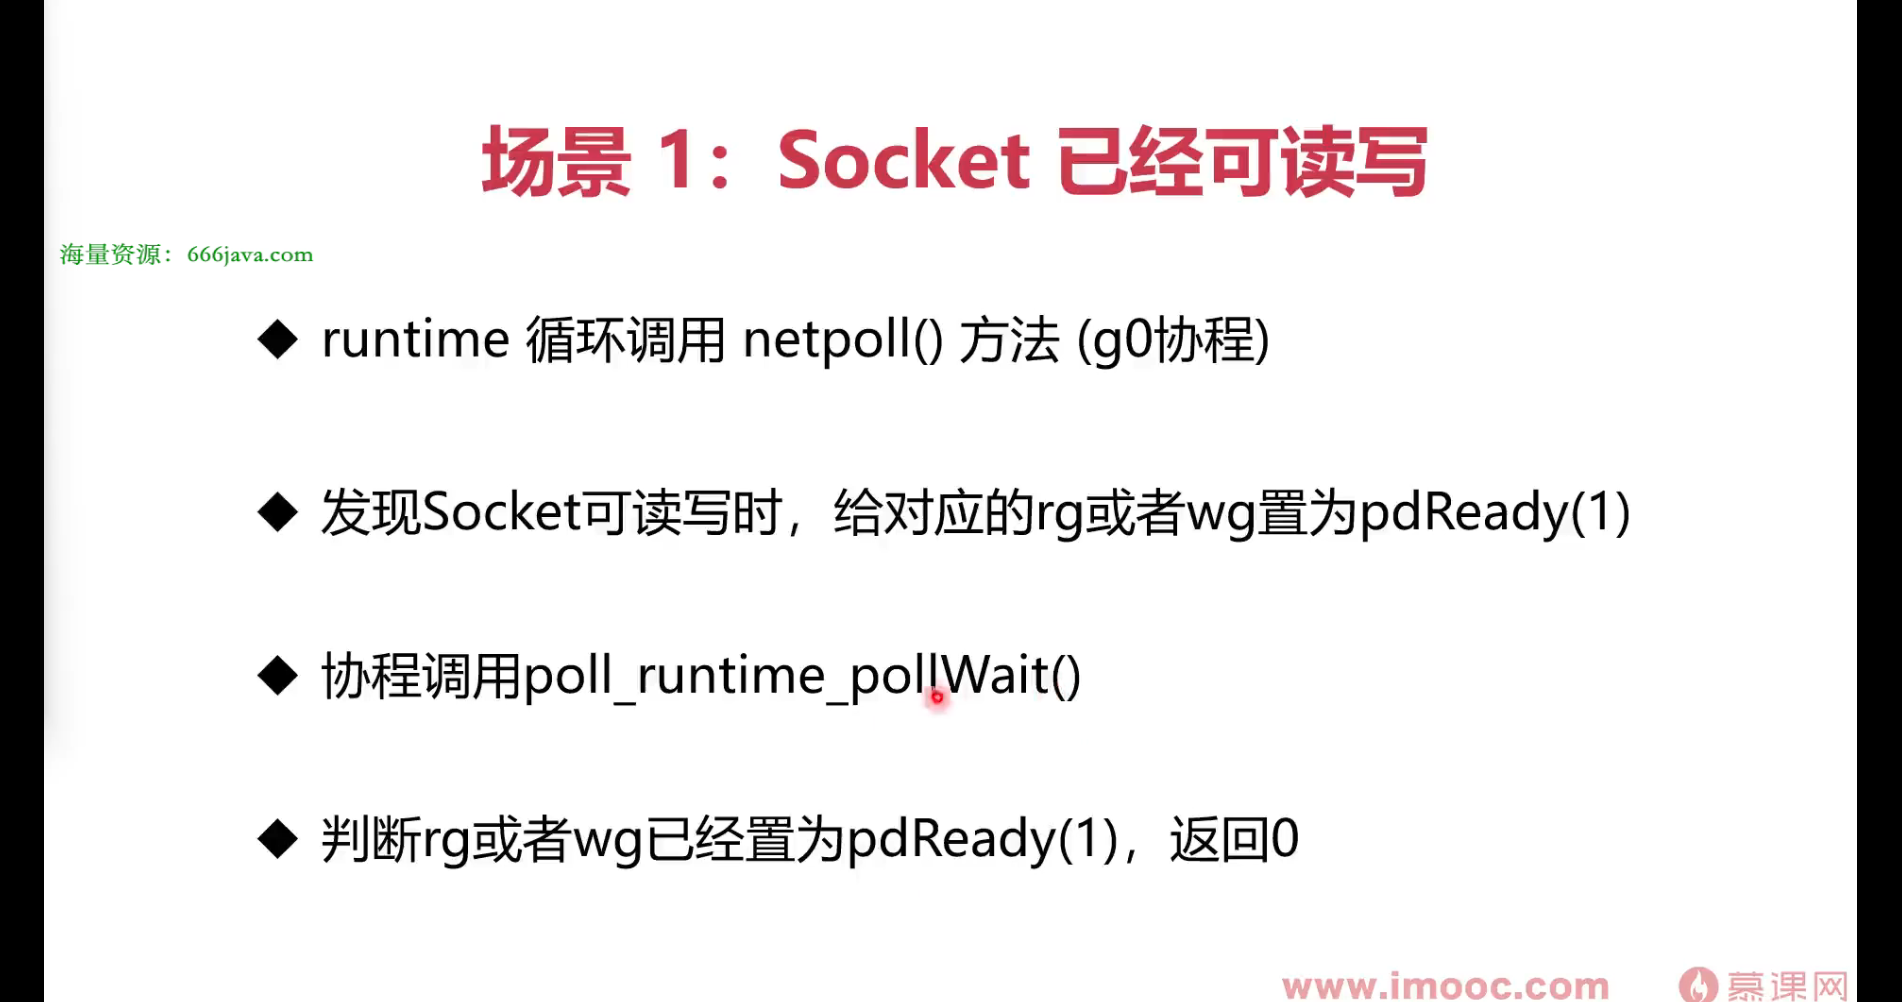 场景 1：Socket 已经可读写
海量资源：666java.com
◆ runtime 循环调用 netpoll() 方法 (g0协程)
◆ 发现Socket可读写时，给对应的rg或者wg置为pdReady(1)
◆ 协程调用poll_runtime_pollWait()
◆ 判断rg或者wg已经置为pdReady(1)，返回0
www.imooc.com 慕课网